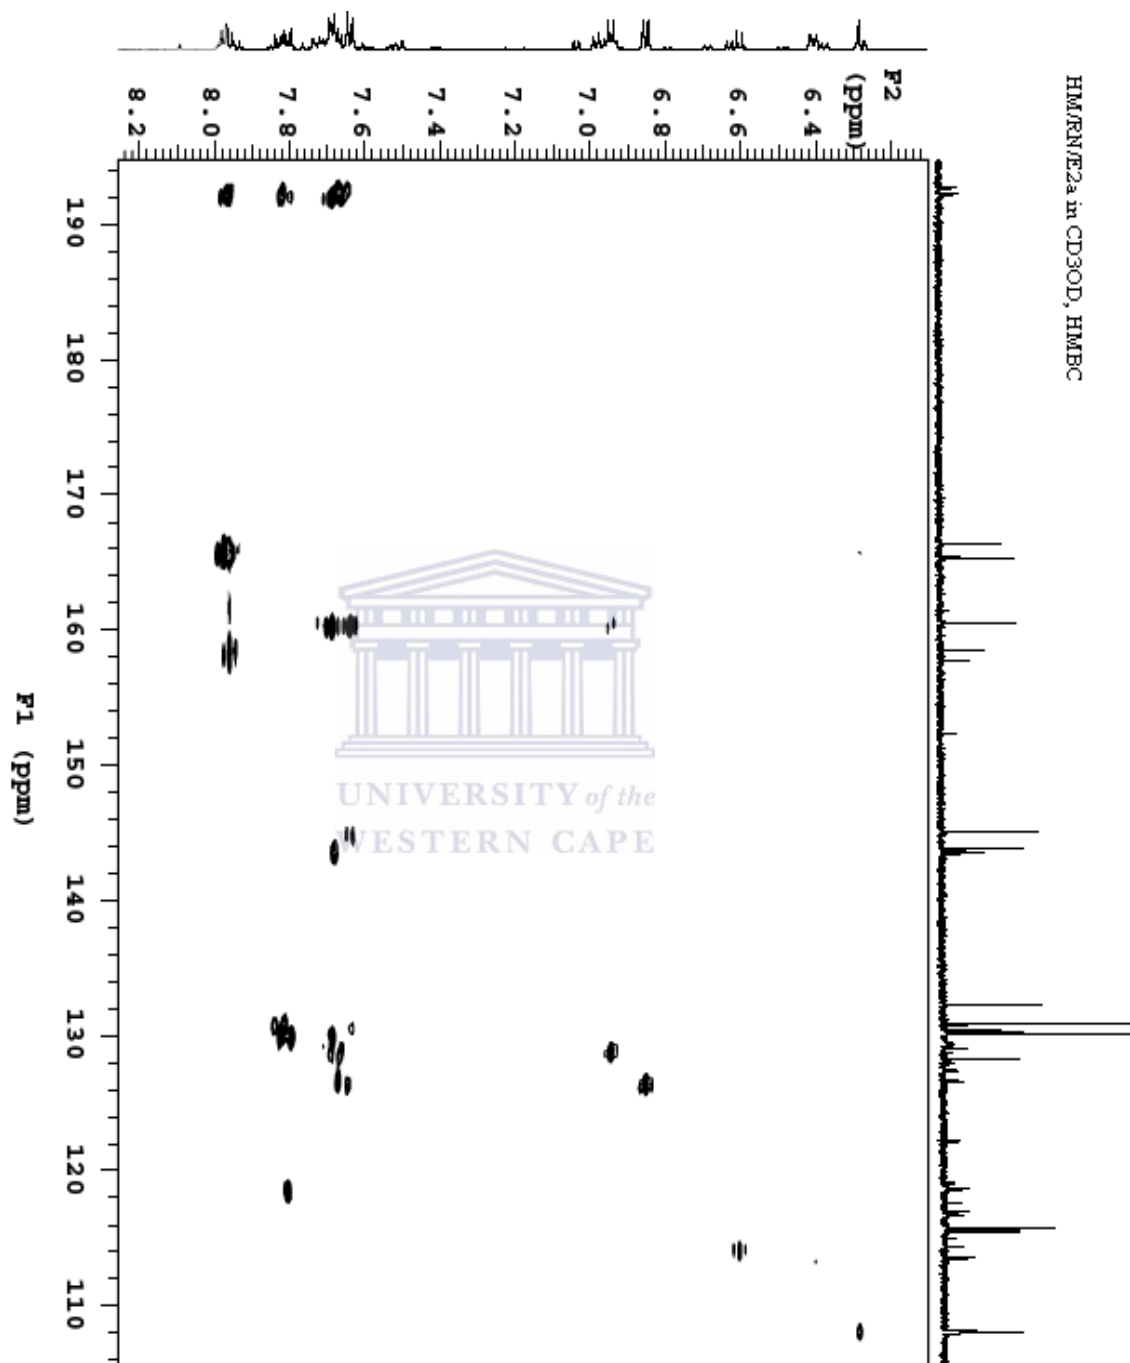 HM/RN/E2a in CD3OD, HMBC
F2
(ppm)
8.2 8.0 7.8 7.6 7.4 7.2 7.0 6.8 6.6 6.4
190
180
170
160
150
140
130
120
110
F1 (ppm)
UNIVERSITY of the
WESTERN CAPE